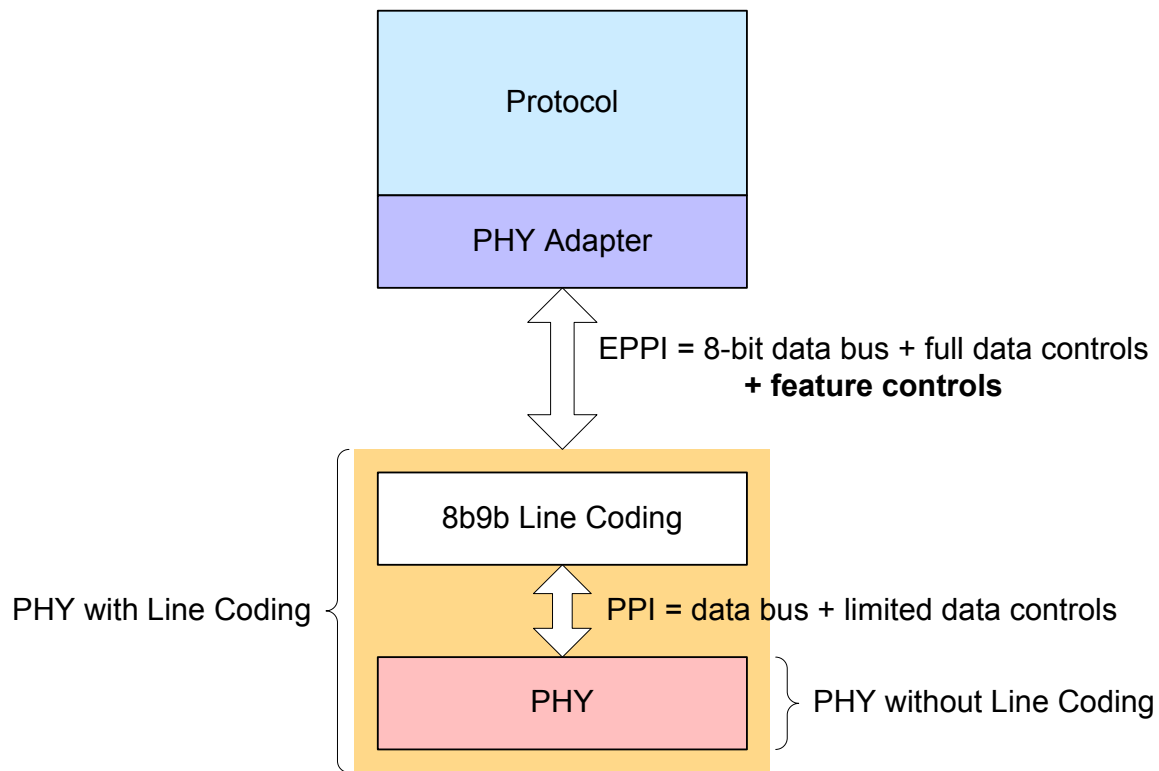 Protocol
PHY Adapter
EPPI = 8-bit data bus + full data controls
+ feature controls
8b9b Line Coding
PHY with Line Coding
PPI = data bus + limited data controls
PHY
PHY without Line Coding